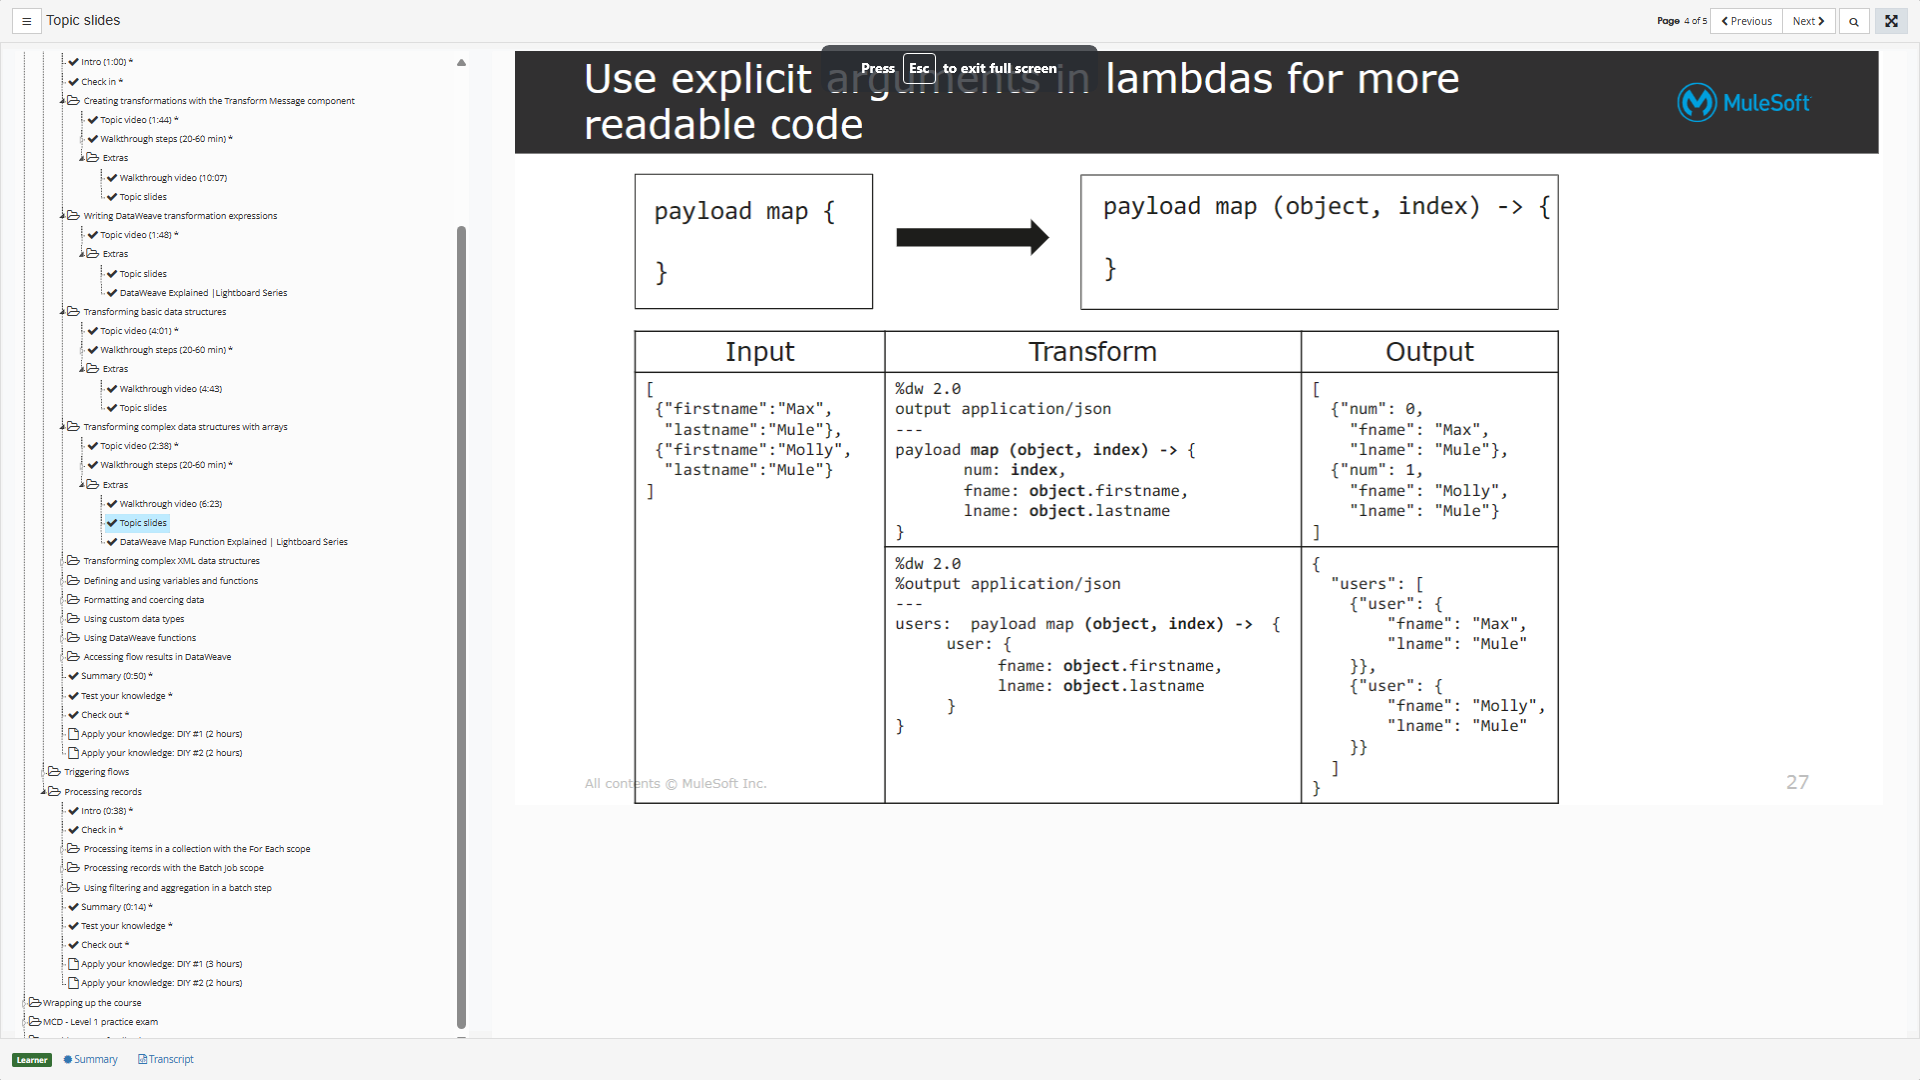 Topic slides
Page 4 of 5
Previous
Next
Intro (1:00) *
Check in *
Creating transformations with the Transform Message component
Topic video (1:44) *
Walkthrough steps (20-60 min) *
Extras
Walkthrough video (10:07)
Topic slides
Writing DataWeave transformation expressions
Topic video (1:48) *
Extras
Topic slides
DataWeave Explained |Lightboard Series
Transforming basic data structures
Topic video (4:01) *
Walkthrough steps (20-60 min) *
Extras
Walkthrough video (4:43)
Topic slides
Transforming complex data structures with arrays
Topic video (2:38) *
Walkthrough steps (20-60 min) *
Extras
Walkthrough video (6:23)
Topic slides
DataWeave Map Function Explained | Lightboard Series
Transforming complex XML data structures
Defining and using variables and functions
Formatting and coercing data
Using custom data types
Using DataWeave functions
Accessing flow results in DataWeave
Summary (0:50) *
Test your knowledge *
Check out *
Apply your knowledge: DIY #1 (2 hours)
Apply your knowledge: DIY #2 (2 hours)
Triggering flows
Processing records
Intro (0:38) *
Check in *
Processing items in a collection with the For Each scope
Processing records with the Batch Job scope
Using filtering and aggregation in a batch step
Summary (0:14) *
Test your knowledge *
Check out *
Apply your knowledge: DIY #1 (3 hours)
Apply your knowledge: DIY #2 (2 hours)
Wrapping up the course
MCD - Level 1 practice exam
Learner
Summary
Transcript
Press Esc to exit full screen
Use explicit arguments in lambdas for more
readable code
MuleSoft
payload map {
}
payload map (object, index) -> {
}
Input
Transform
Output
[
{"firstname":"Max",
"lastname":"Mule"},
{"firstname":"Molly",
"lastname":"Mule"}
]
%dw 2.0
output application/json
---
payload map (object, index) -> {
num: index,
fname: object.firstname,
lname: object.lastname
}
[
{"num": 0,
"fname": "Max",
"lname": "Mule"},
{"num": 1,
"fname": "Molly",
"lname": "Mule"}
]
%dw 2.0
%output application/json
---
users: payload map (object, index) -> {
user: {
fname: object.firstname,
lname: object.lastname
}
}
{
"users": [
{"user": {
"fname": "Max",
"lname": "Mule"
}},
{"user": {
"fname": "Molly",
"lname": "Mule"
}}
]
}
All contents © MuleSoft Inc.
27